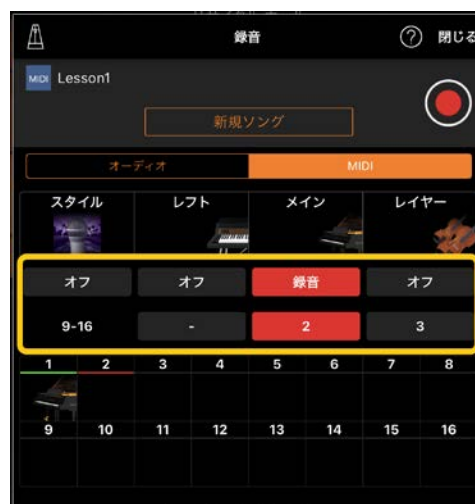 録音
? 閉じる
MIDI Lesson1
新規ソング
オーディオ MIDI
スタイル レフト メイン レイヤー
オフ オフ 録音 オフ
9-16 - 2 3
1 2 3 4 5 6 7 8
9 10 11 12 13 14 15 16